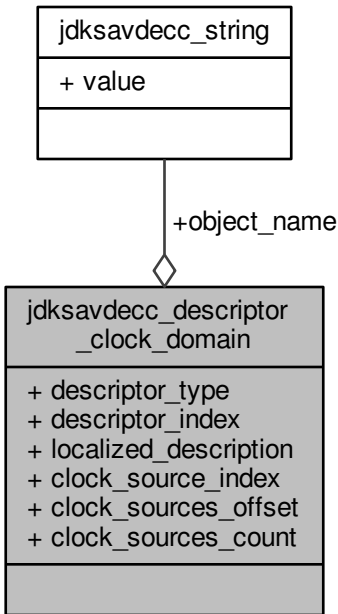 jdksavdecc_string
+ value
+object_name
jdksavdecc_descriptor
_clock_domain
+ descriptor_type
+ descriptor_index
+ localized_description
+ clock_source_index
+ clock_sources_offset
+ clock_sources_count